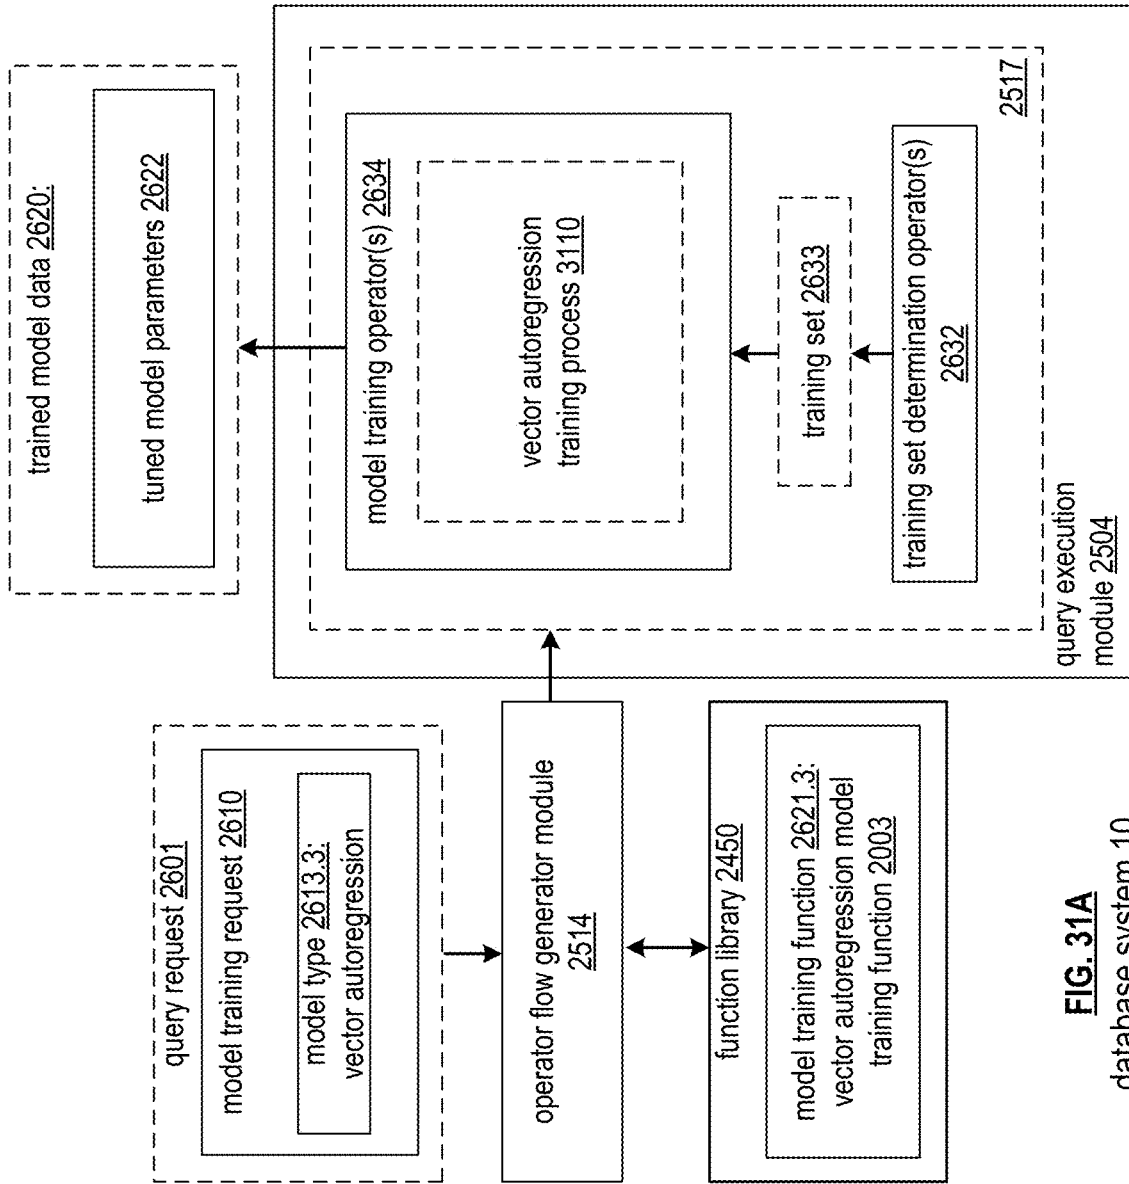 query request 2601
model training request 2610
model type 2613.3:
vector autoregression
operator flow generator module
2514
function library 2450
model training function 2621.3:
vector autoregression model
training function 2003
trained model data 2620:
tuned model parameters 2622
model training operator(s) 2634
vector autoregression
training process 3110
training set 2633
training set determination operator(s)
2632
2517
query execution
module 2504
FIG. 31A
database system 10